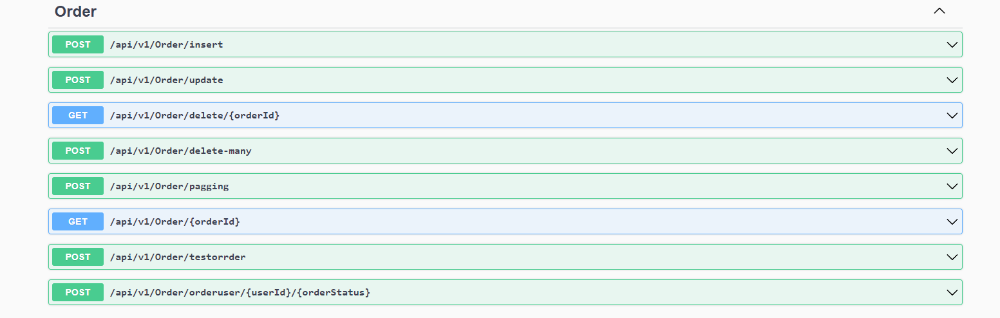 Order
POST /api/v1/Order/insert
POST /api/v1/Order/update
GET /api/v1/Order/delete/{orderId}
POST /api/v1/Order/delete-many
POST /api/v1/Order/pagging
GET /api/v1/Order/{orderId}
POST /api/v1/Order/testorrder
POST /api/v1/Order/orderuser/{userId}/{orderStatus}